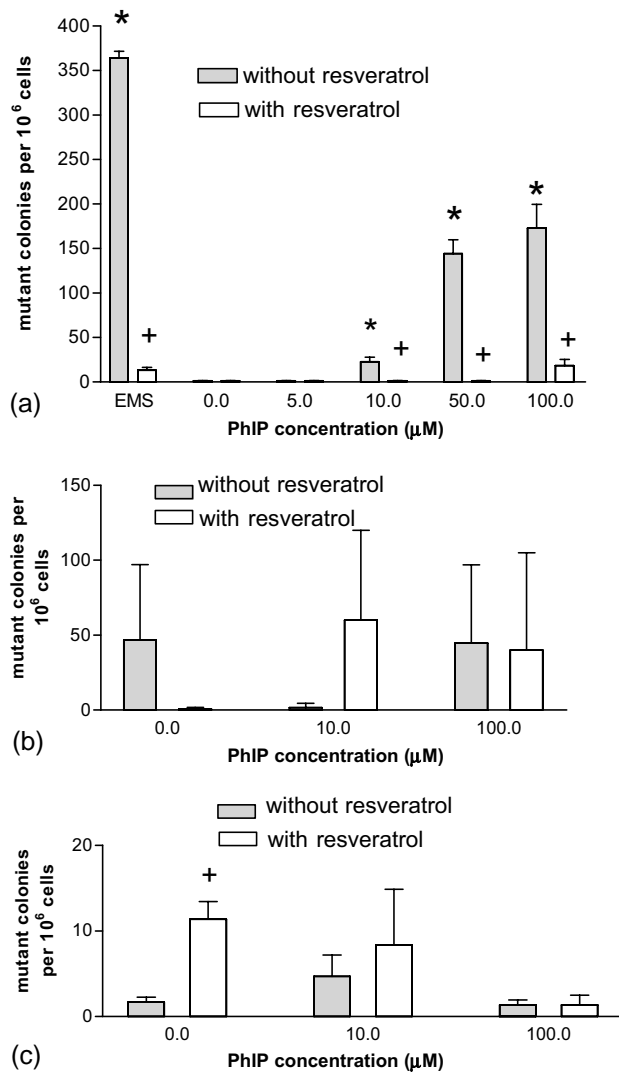 mutant colonies per 10⁶ cells
400
350
300
250
200
150
100
50
0
*
without resveratrol
with resveratrol
+
*
+
*
+
*
+
EMS 0.0 5.0 10.0 50.0 100.0
(a)
PhIP concentration (μM)
mutant colonies per
10⁶ cells
150
100
50
0
without resveratrol
with resveratrol
0.0 10.0 100.0
(b)
PhIP concentration (μM)
mutant colonies
per 10⁶ cells
20
10
0
without resveratrol
with resveratrol
+
0.0 10.0 100.0
(c)
PhIP concentration (μM)